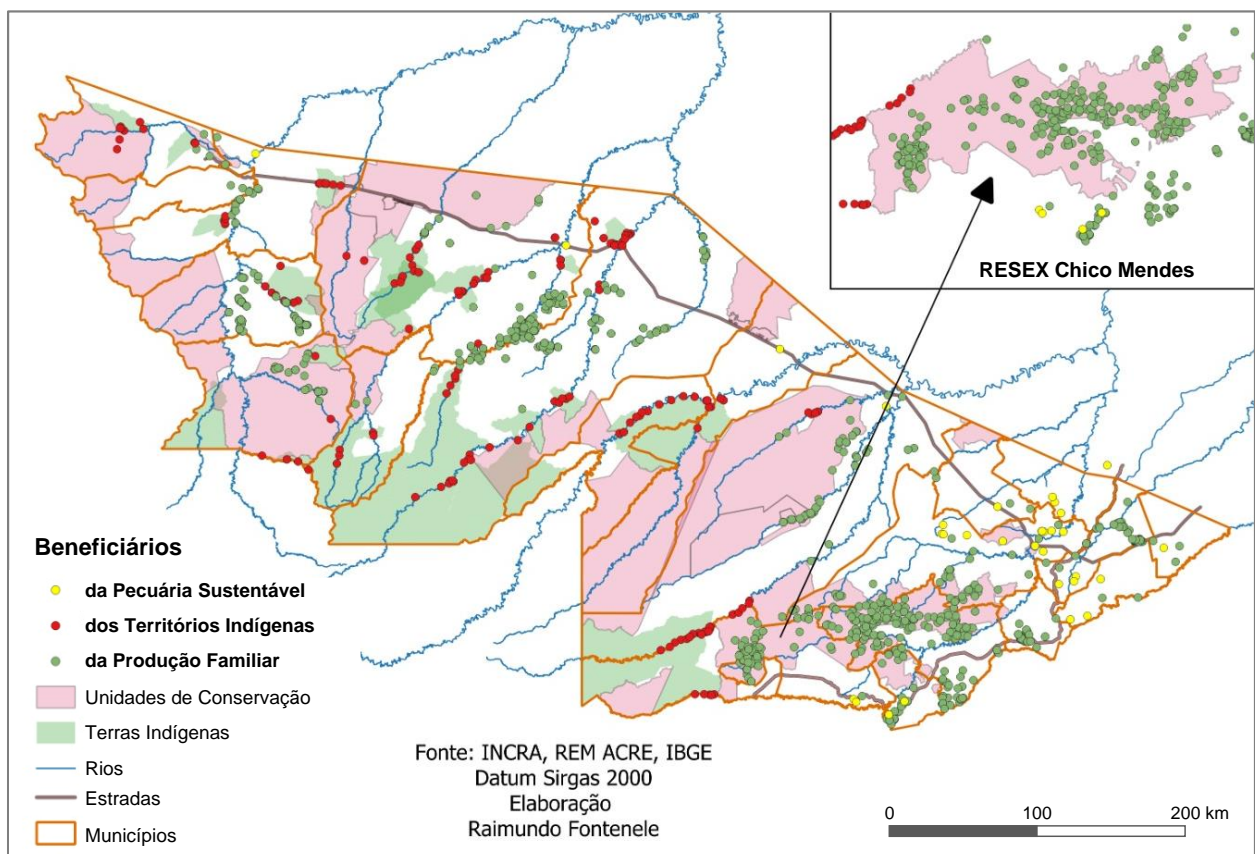 RESEX Chico Mendes
Beneficiários
da Pecuária Sustentável
dos Territórios Indígenas
da Produção Familiar
Unidades de Conservação
Terras Indígenas
Rios
Estradas
Municípios
Fonte: INCRA, REM ACRE, IBGE
Datum Sirgas 2000
Elaboração
Raimundo Fontenele
0 100 200 km